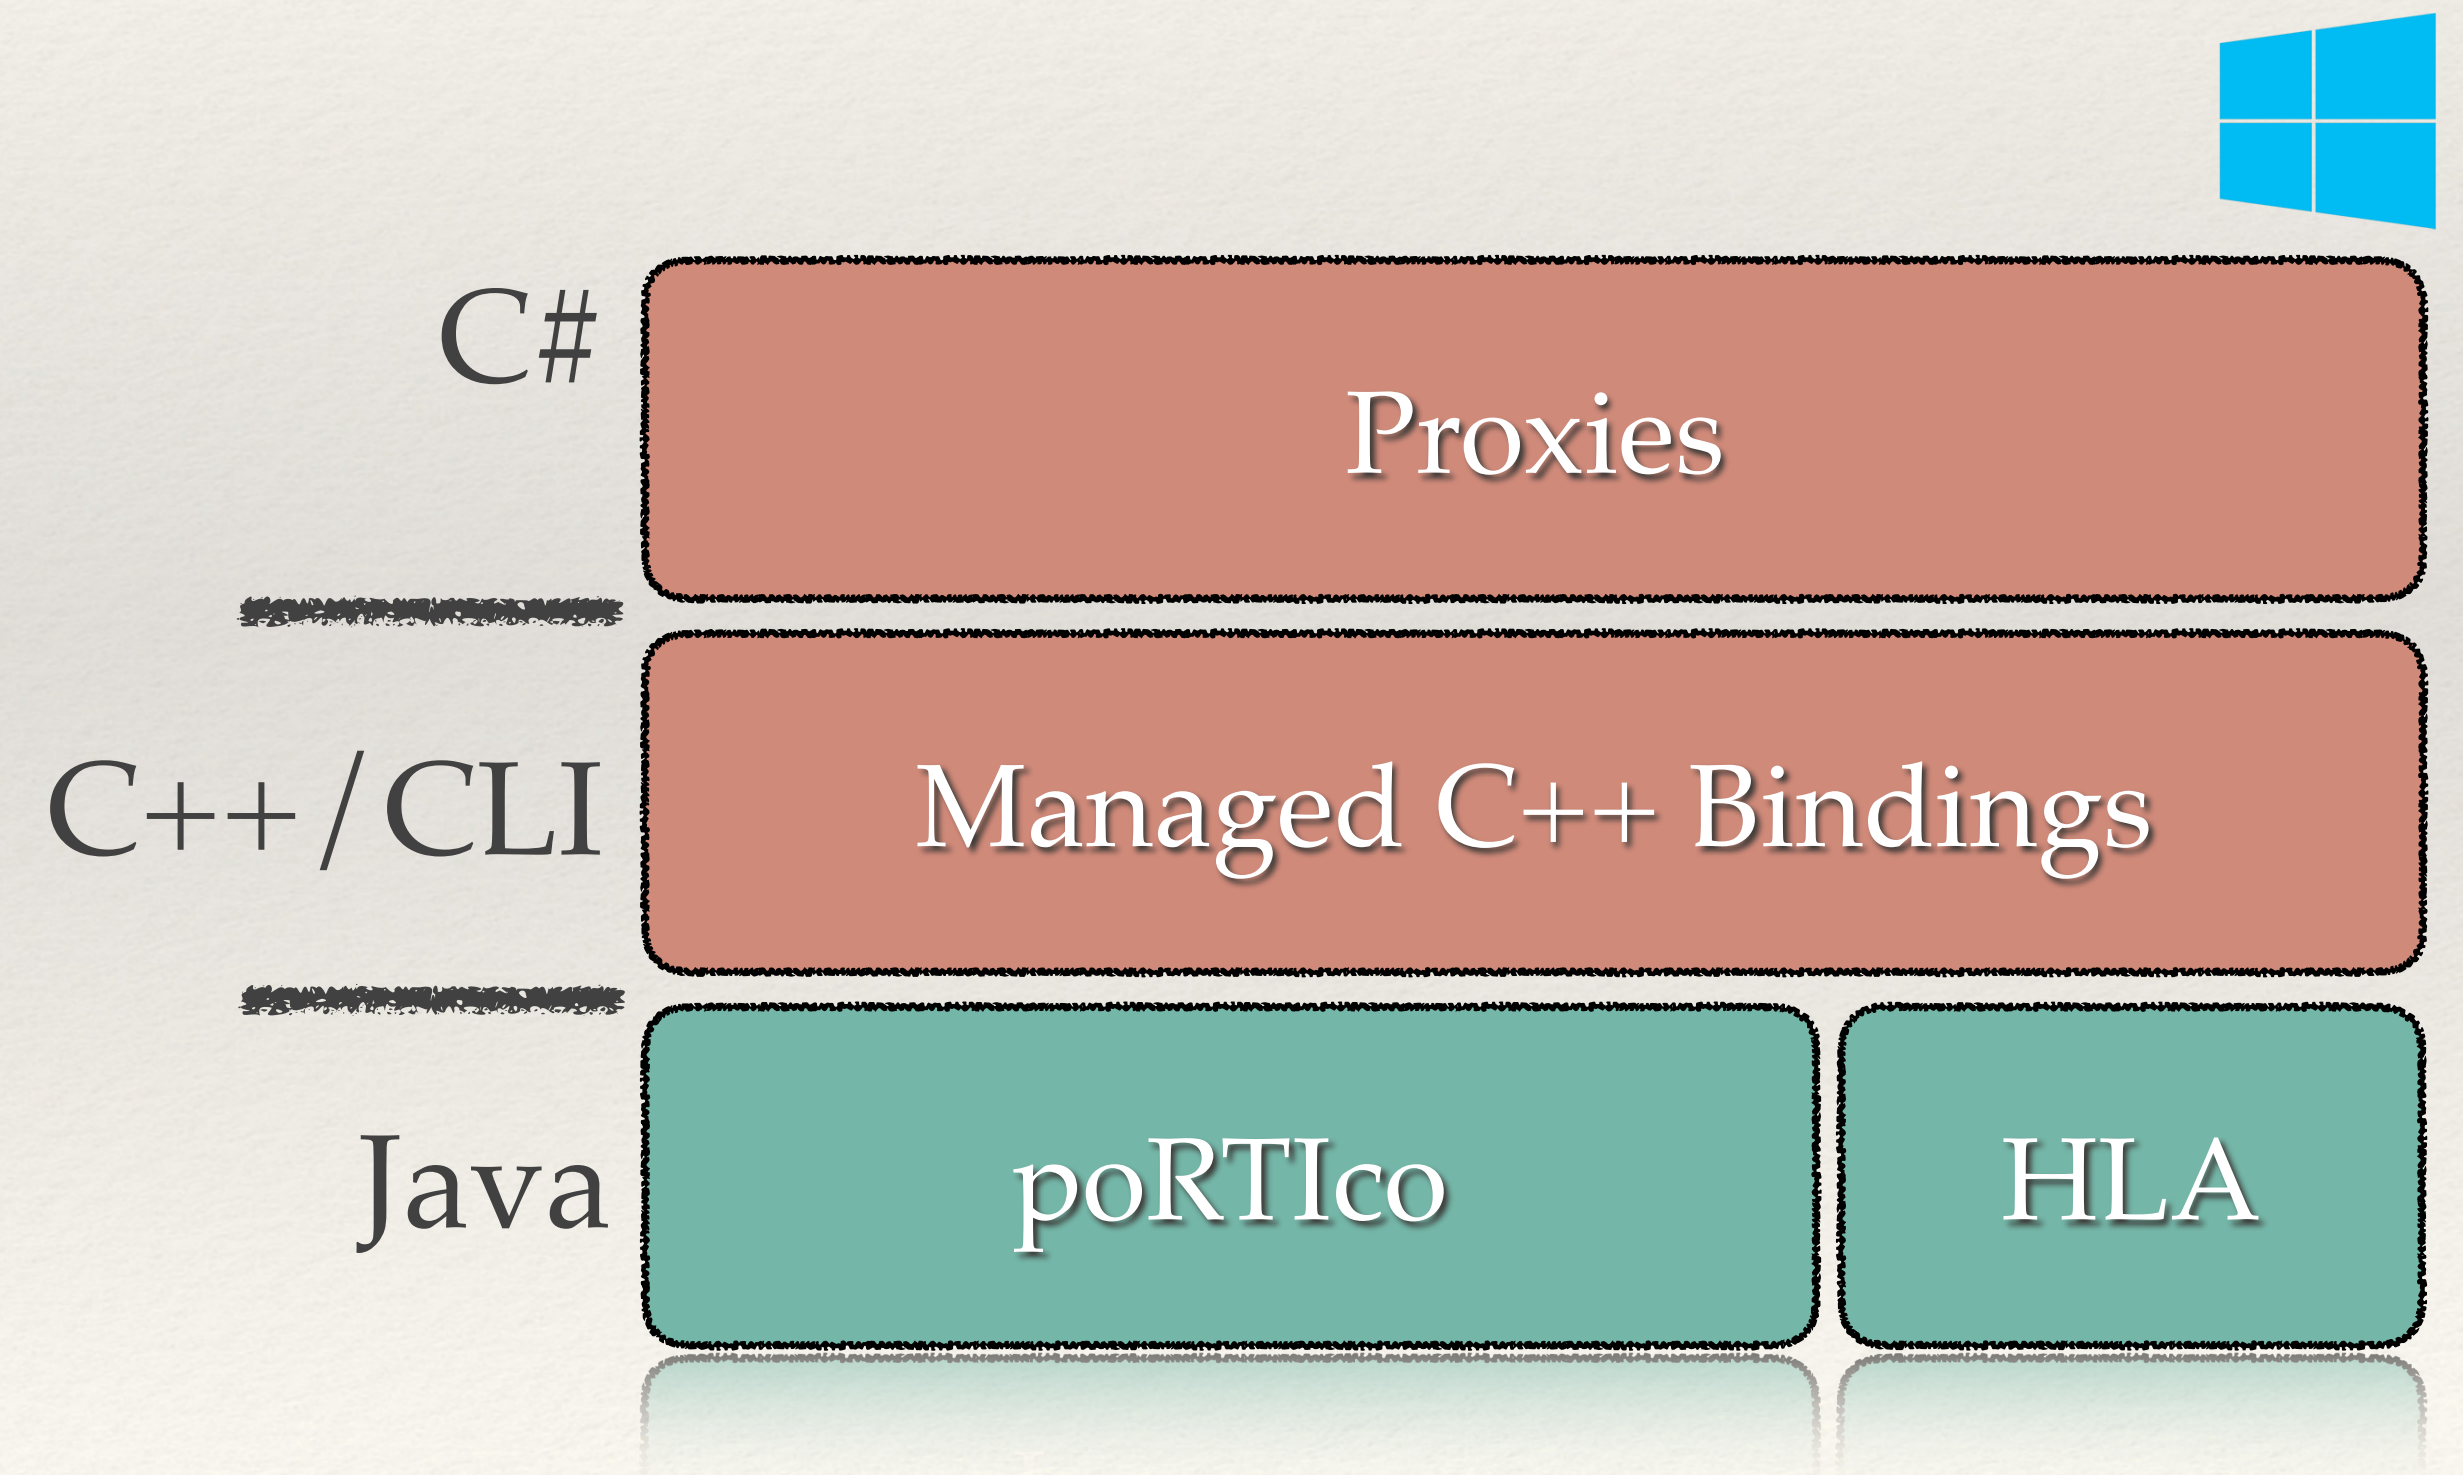 C#
Proxies
C++/CLI
Managed C++ Bindings
Java
poRTIco
HLA